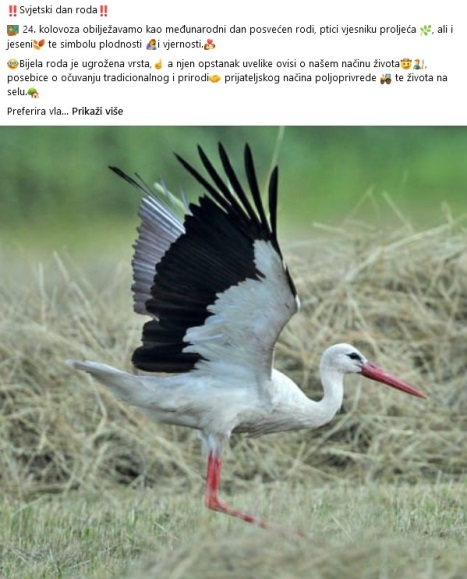 ‼️Svjetski dan roda‼️
📅 24. kolovoza obilježavamo kao međunarodni dan posvećen rodi, ptici vjesniku proljeća 🌿, ali i
jeseni🍁 te simbolu plodnosti 🤱i vjernosti.💑
🤓Bijela roda je ugrožena vrsta,☝️ a njen opstanak uvelike ovisi o našem načinu života🤠👨‍🌾,
posebice o očuvanju tradicionalnog i prirodi🤝 prijateljskog načina poljoprivrede 🚜 te života na
selu.🏡
Preferira vla... Prikaži više